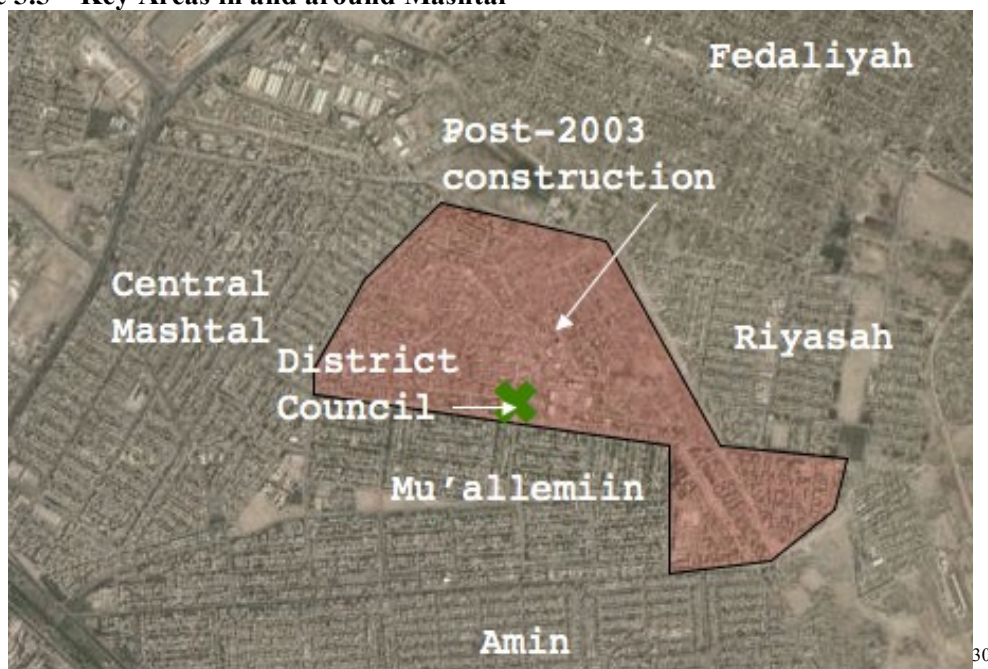 Key Areas in and around Mashtal
Fedaliyah
Post-2003
construction
Central
Mashtal
Riyasah
District
Council
Mu’allemiin
Amin
30